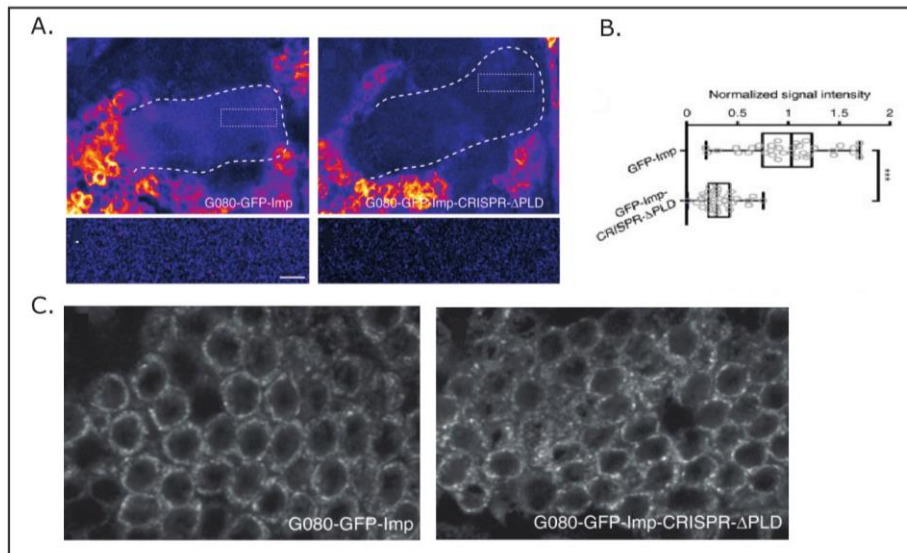 A.
B.
G080-GFP-Imp
G080-GFP-Imp-CRISPR-ΔPLD
Normalized signal intensity
0 0.5 1 1.5 2
GFP-Imp
GFP-Imp-
CRISPR-ΔPLD
***
C.
G080-GFP-Imp
G080-GFP-Imp-CRISPR-ΔPLD